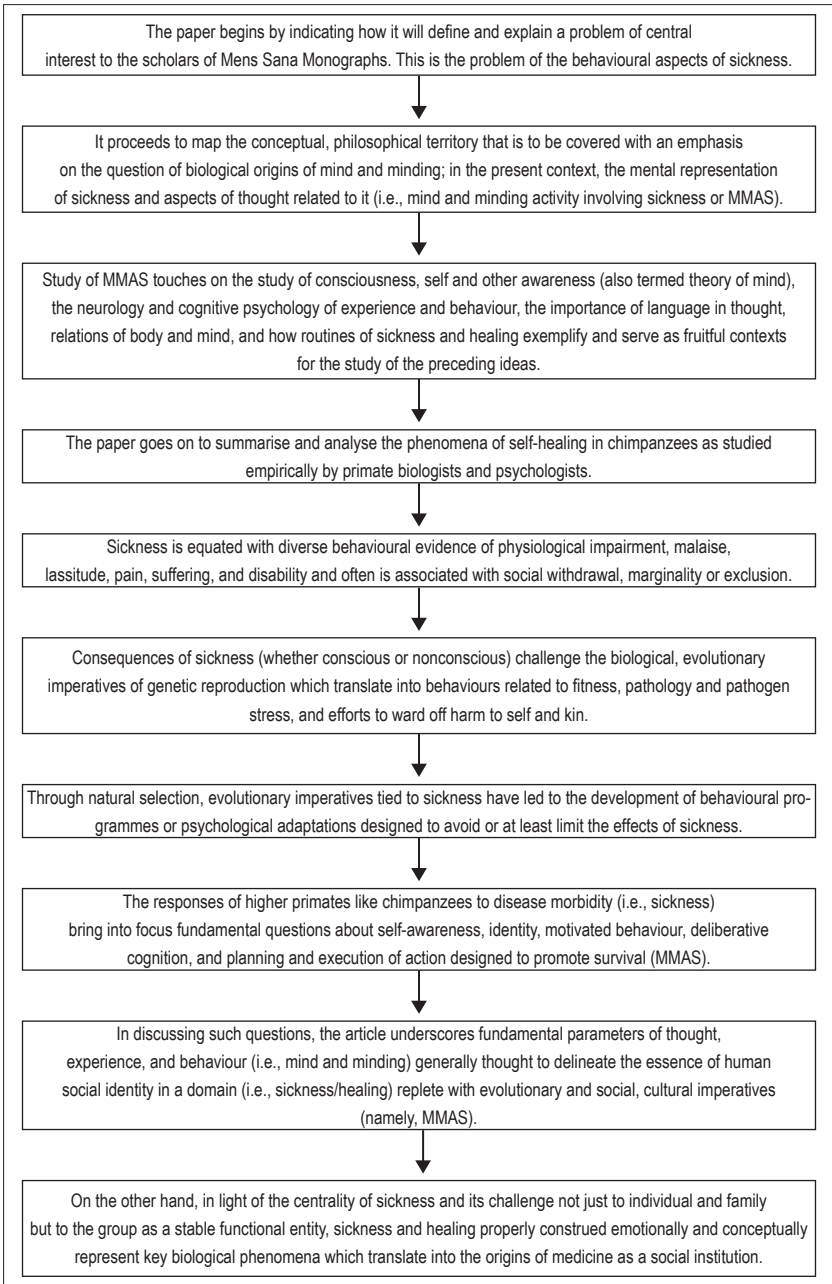 The paper begins by indicating how it will define and explain a problem of central
interest to the scholars of Mens Sana Monographs. This is the problem of the behavioural aspects of sickness.
It proceeds to map the conceptual, philosophical territory that is to be covered with an emphasis
on the question of biological origins of mind and minding; in the present context, the mental representation
of sickness and aspects of thought related to it (i.e., mind and minding activity involving sickness or MMAS).
Study of MMAS touches on the study of consciousness, self and other awareness (also termed theory of mind),
the neurology and cognitive psychology of experience and behaviour, the importance of language in thought,
relations of body and mind, and how routines of sickness and healing exemplify and serve as fruitful contexts
for the study of the preceding ideas.
The paper goes on to summarise and analyse the phenomena of self-healing in chimpanzees as studied
empirically by primate biologists and psychologists.
Sickness is equated with diverse behavioural evidence of physiological impairment, malaise,
lassitude, pain, suffering, and disability and often is associated with social withdrawal, marginality or exclusion.
Consequences of sickness (whether conscious or nonconscious) challenge the biological, evolutionary
imperatives of genetic reproduction which translate into behaviours related to fitness, pathology and pathogen
stress, and efforts to ward off harm to self and kin.
Through natural selection, evolutionary imperatives tied to sickness have led to the development of behavioural pro-
grammes or psychological adaptations designed to avoid or at least limit the effects of sickness.
The responses of higher primates like chimpanzees to disease morbidity (i.e., sickness)
bring into focus fundamental questions about self-awareness, identity, motivated behaviour, deliberative
cognition, and planning and execution of action designed to promote survival (MMAS).
In discussing such questions, the article underscores fundamental parameters of thought,
experience, and behaviour (i.e., mind and minding) generally thought to delineate the essence of human
social identity in a domain (i.e., sickness/healing) replete with evolutionary and social, cultural imperatives
(namely, MMAS).
On the other hand, in light of the centrality of sickness and its challenge not just to individual and family
but to the group as a stable functional entity, sickness and healing properly construed emotionally and conceptually
represent key biological phenomena which translate into the origins of medicine as a social institution.